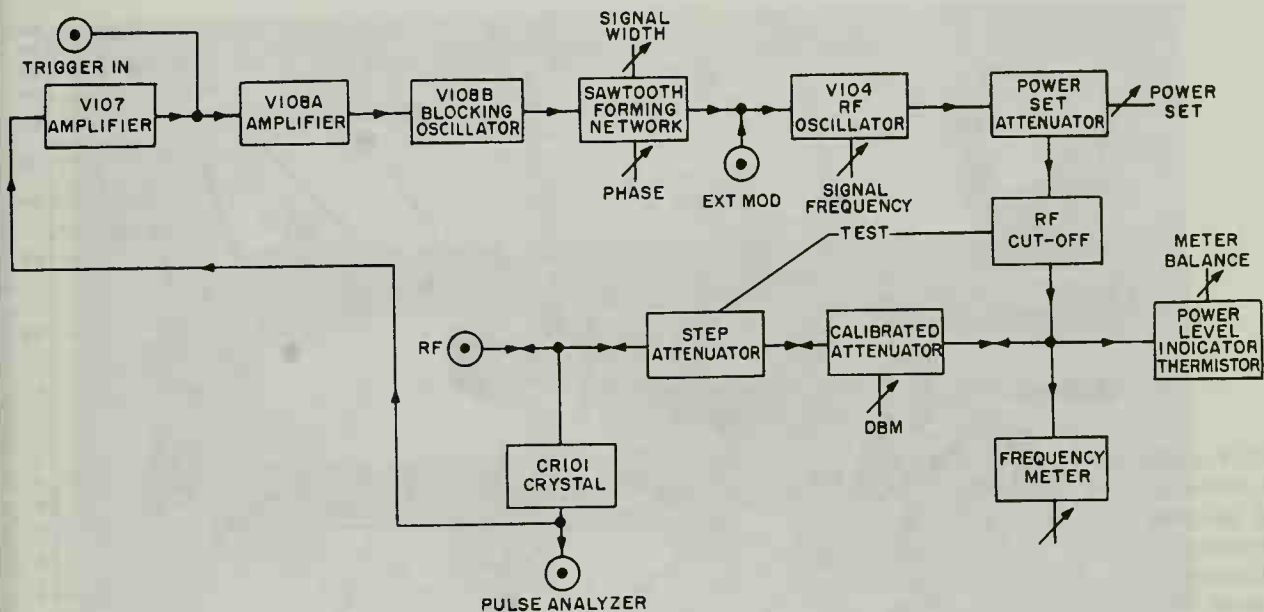 SIGNAL
WIDTH
TRIGGER IN
V107
AMPLIFIER
V108A
AMPLIFIER
V108B
BLOCKING
OSCILLATOR
SAWTOOTH
FORMING
NETWORK
V104
RF
OSCILLATOR
POWER
SET
ATTENUATOR
POWER
SET
PHASE
EXT MOD
SIGNAL
FREQUENCY
TEST
RF
CUT-OFF
METER
BALANCE
RF
STEP
ATTENUATOR
CALIBRATED
ATTENUATOR
POWER
LEVEL
INDICATOR
THERMISTOR
DBM
CR101
CRYSTAL
FREQUENCY
METER
PULSE ANALYZER